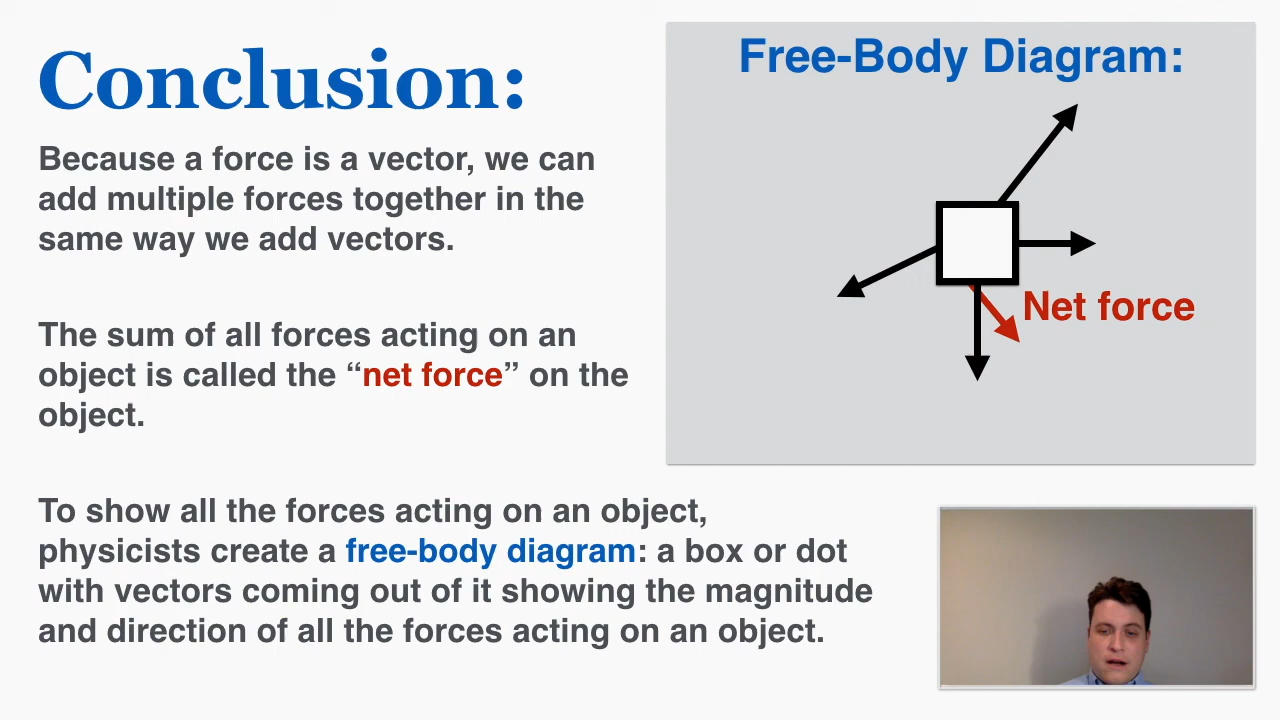 Conclusion:
Because a force is a vector, we can
add multiple forces together in the
same way we add vectors.
The sum of all forces acting on an
object is called the “net force” on the
object.
To show all the forces acting on an object,
physicists create a free-body diagram: a box or dot
with vectors coming out of it showing the magnitude
and direction of all the forces acting on an object.
Free-Body Diagram:
Net force